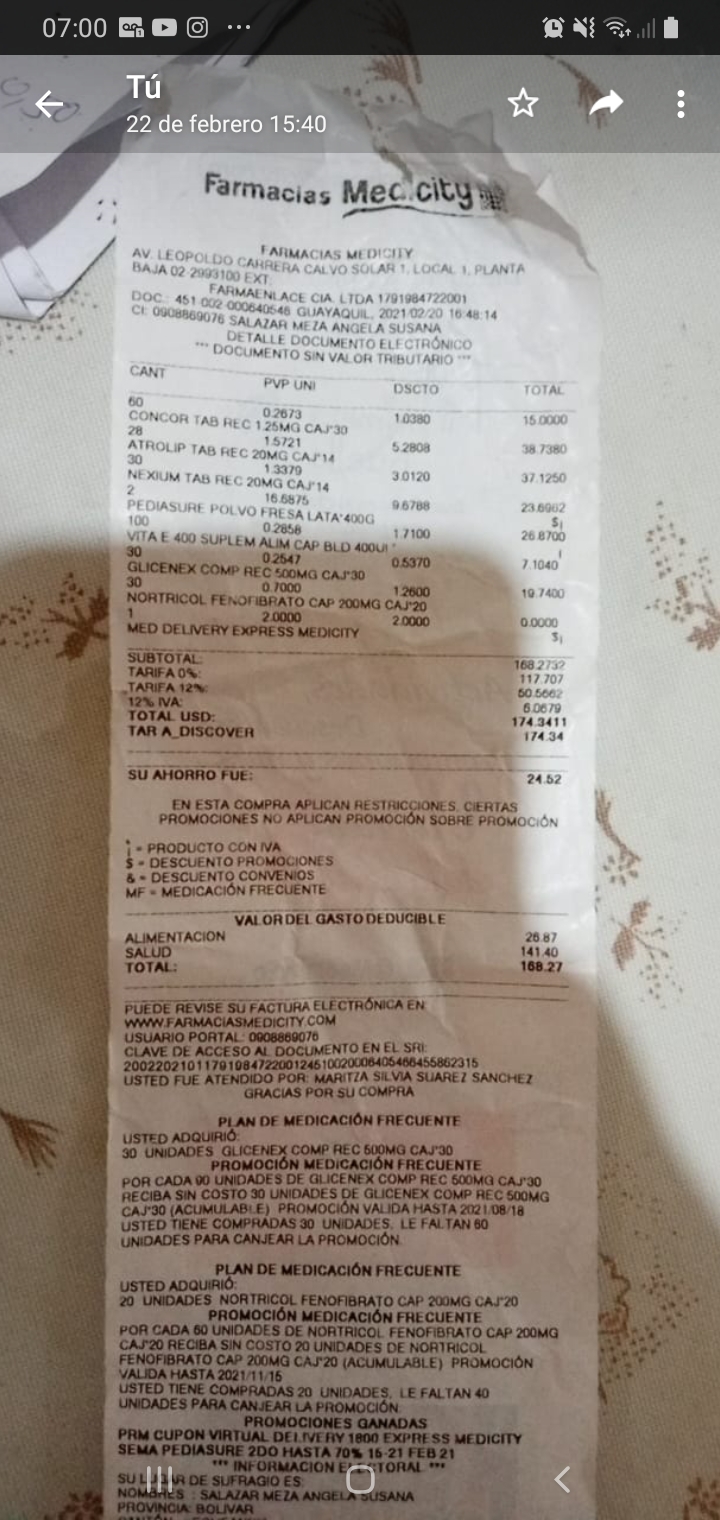 07:00
Tú
22 de febrero 15:40
Farmacias Medicity
FARMACIAS MEDICITY
AV. LEOPOLDO CARRERA CALVO SOLAR 1, LOCAL 1, PLANTA
BAJA 02-2993100 EXT:
FARMAENLACE CIA. LTDA 1791984722001
DOC.: 451-002-000640546 GUAYAQUIL, 2021/02/20 16:48:14
CI: 0908869076 SALAZAR MEZA ANGELA SUSANA
DETALLE DOCUMENTO ELECTRÓNICO
*** DOCUMENTO SIN VALOR TRIBUTARIO ***
CANT PVP UNI DSCTO TOTAL
60 0.2673 1.0380 15.0000
CONCOR TAB REC 1.25MG CAJ*30
28 1.5721 5.2808 38.7380
ATROLIP TAB REC 20MG CAJ*14
30 1.3379 3.0120 37.1250
NEXIUM TAB REC 20MG CAJ*14
2 16.6875 9.6788 23.6962
PEDIASURE POLVO FRESA LATA*400G $¡
100 0.2858 1.7100 26.8700
VITA E 400 SUPLEM ALIM CAP BLD 400UI * ¡
30 0.2547 0.5370 7.1040
GLICENEX COMP REC 500MG CAJ*30
30 0.7000 1.2600 19.7400
NORTRICOL FENOFIBRATO CAP 200MG CAJ*20
1 2.0000 2.0000 0.0000
MED DELIVERY EXPRESS MEDICITY $¡
SUBTOTAL: 168.2732
TARIFA 0%: 117.707
TARIFA 12%: 50.5662
12% IVA: 6.0679
TOTAL USD: 174.3411
TAR A_DISCOVER 174.34
SU AHORRO FUE: 24.52
EN ESTA COMPRA APLICAN RESTRICCIONES. CIERTAS
PROMOCIONES NO APLICAN PROMOCIÓN SOBRE PROMOCIÓN
¡ = PRODUCTO CON IVA
$ = DESCUENTO PROMOCIONES
& = DESCUENTO CONVENIOS
MF = MEDICACIÓN FRECUENTE
VALOR DEL GASTO DEDUCIBLE
ALIMENTACION 26.87
SALUD 141.40
TOTAL: 168.27
PUEDE REVISE SU FACTURA ELECTRÓNICA EN
WWW.FARMACIASMEDICITY.COM
USUARIO PORTAL: 0908869076
CLAVE DE ACCESO AL DOCUMENTO EN EL SRI:
2002202101179198472200124510020006405466455862315
USTED FUE ATENDIDO POR: MARITZA SILVIA SUAREZ SANCHEZ
GRACIAS POR SU COMPRA
PLAN DE MEDICACIÓN FRECUENTE
USTED ADQUIRIÓ:
30 UNIDADES GLICENEX COMP REC 500MG CAJ*30
PROMOCIÓN MEDICACIÓN FRECUENTE
POR CADA 90 UNIDADES DE GLICENEX COMP REC 500MG CAJ*30
RECIBA SIN COSTO 30 UNIDADES DE GLICENEX COMP REC 500MG
CAJ*30 (ACUMULABLE) PROMOCIÓN VALIDA HASTA 2021/08/18
USTED TIENE COMPRADAS 30 UNIDADES. LE FALTAN 60
UNIDADES PARA CANJEAR LA PROMOCIÓN.
PLAN DE MEDICACIÓN FRECUENTE
USTED ADQUIRIÓ:
20 UNIDADES NORTRICOL FENOFIBRATO CAP 200MG CAJ*20
PROMOCIÓN MEDICACIÓN FRECUENTE
POR CADA 60 UNIDADES DE NORTRICOL FENOFIBRATO CAP 200MG
CAJ*20 RECIBA SIN COSTO 20 UNIDADES DE NORTRICOL
FENOFIBRATO CAP 200MG CAJ*20 (ACUMULABLE) PROMOCIÓN
VALIDA HASTA 2021/11/15
USTED TIENE COMPRADAS 20 UNIDADES. LE FALTAN 40
UNIDADES PARA CANJEAR LA PROMOCIÓN.
PROMOCIONES GANADAS
PRM CUPON VIRTUAL DELIVERY 1800 EXPRESS MEDICITY
SEMA PEDIASURE 2DO HASTA 70% 15-21 FEB 21
*** INFORMACION ELECTORAL ***
SU LUGAR DE SUFRAGIO ES:
NOMBRES : SALAZAR MEZA ANGELA SUSANA
PROVINCIA: BOLIVAR